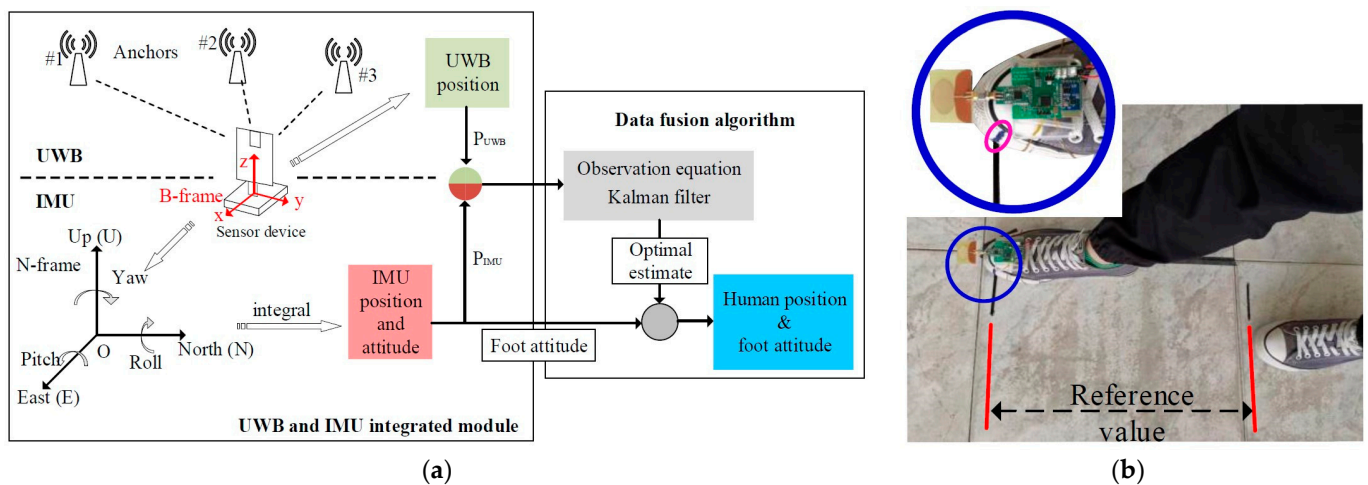 #1
Anchors
#2
#3
UWB
position
P_UWB
Data fusion algorithm
UWB
IMU
B-frame
z
y
x
Sensor device
Observation equation
Kalman filter
Up (U)
N-frame
Yaw
P_IMU
Optimal
estimate
integral
IMU
position
and
attitude
Human position
&
foot attitude
Foot attitude
O
North (N)
Pitch
Roll
East (E)
UWB and IMU integrated module
Reference
value
(a)
(b)